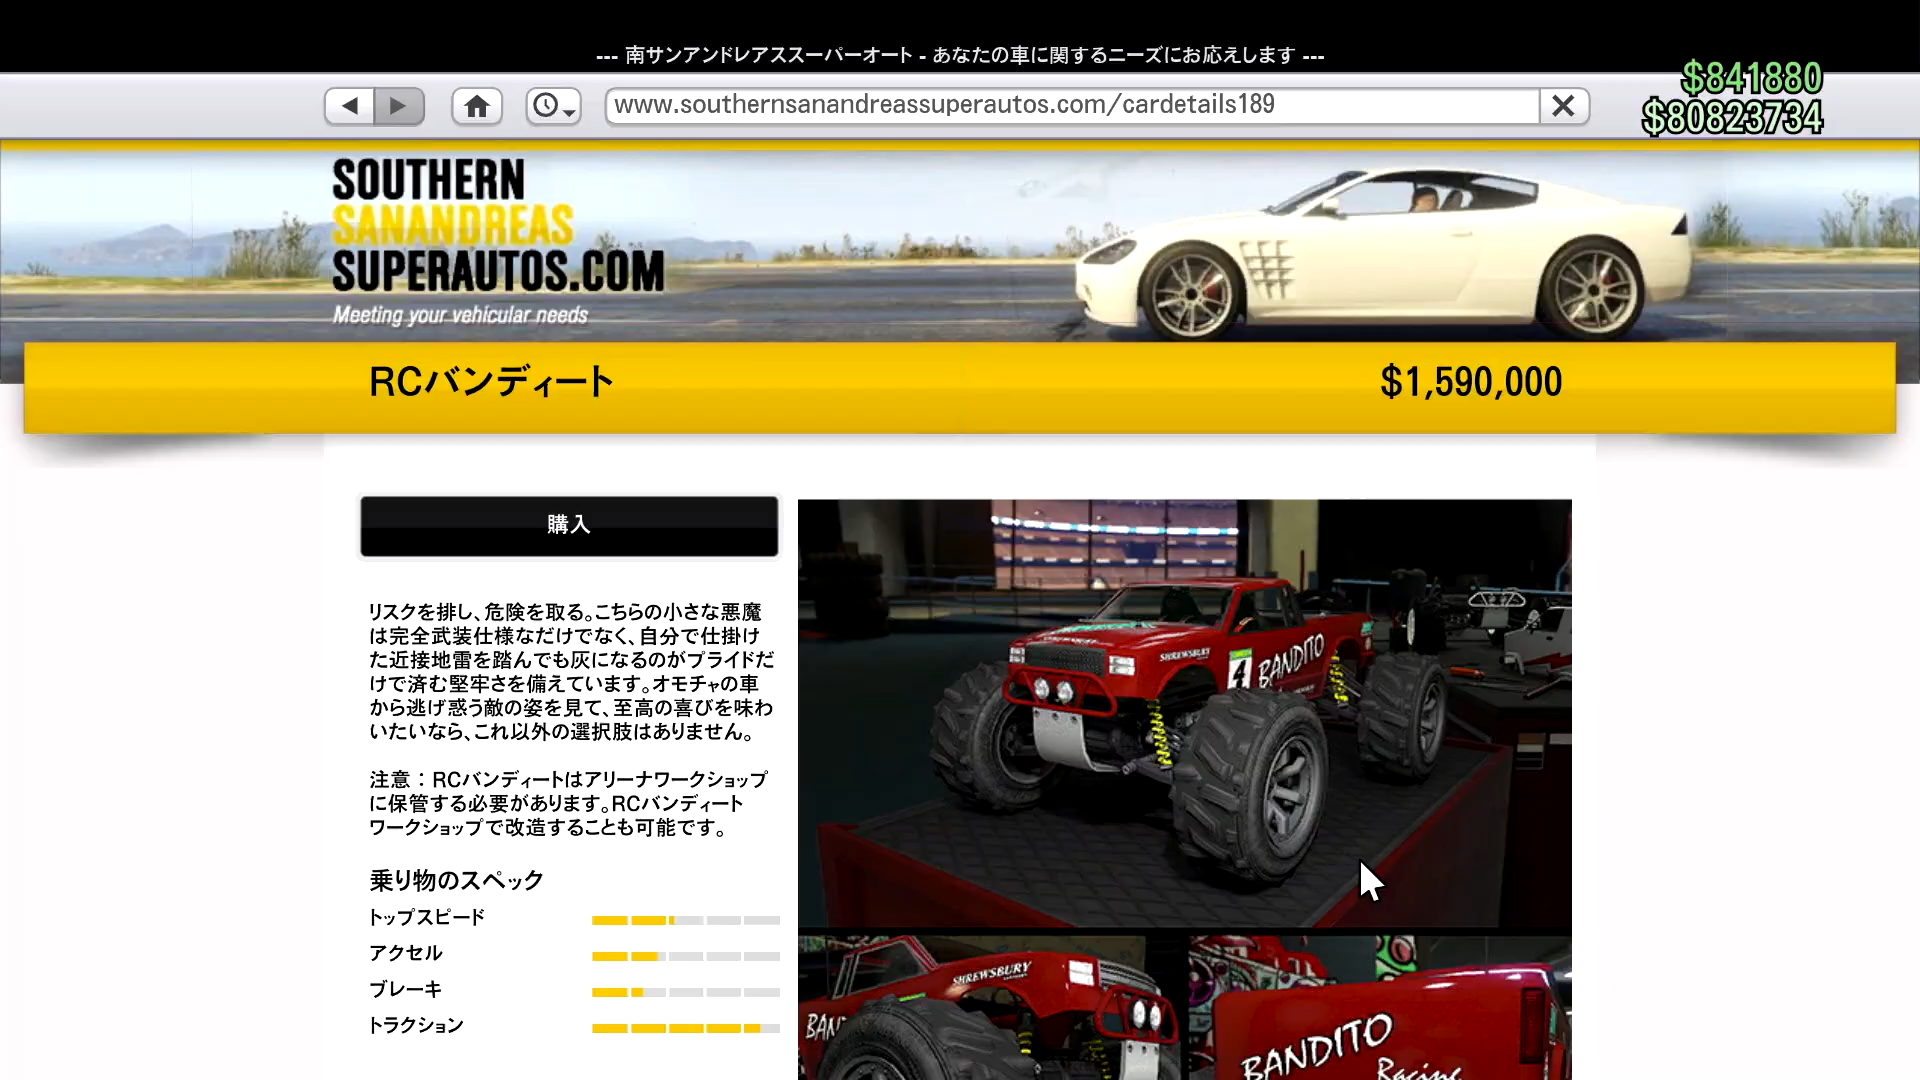 --- 南サンアンドレアススーパーオート - あなたの車に関するニーズにお応えします ---
$841880
www.southernsanandreassuperautos.com/cardetails189
$80823734
SOUTHERN
SANANDREAS
SUPERAUTOS.COM
Meeting your vehicular needs
RCバンディート
$1,590,000
購入
リスクを排し、危険を取る。こちらの小さな悪魔
は完全武装仕様なだけでなく、自分で仕掛け
た近接地雷を踏んでも灰になるのがプライドだ
けで済む堅牢さを備えています。オモチャの車
から逃げ惑う敵の姿を見て、至高の喜びを味わ
いたいなら、これ以外の選択肢はありません。
注意：RCバンディートはアリーナワークショップ
に保管する必要があります。RCバンディート
ワークショップで改造することも可能です。
乗り物のスペック
トップスピード
アクセル
ブレーキ
トラクション
SHREWSBURY
4
BANDITO
SHREWSBURY
BANDITO
Racing